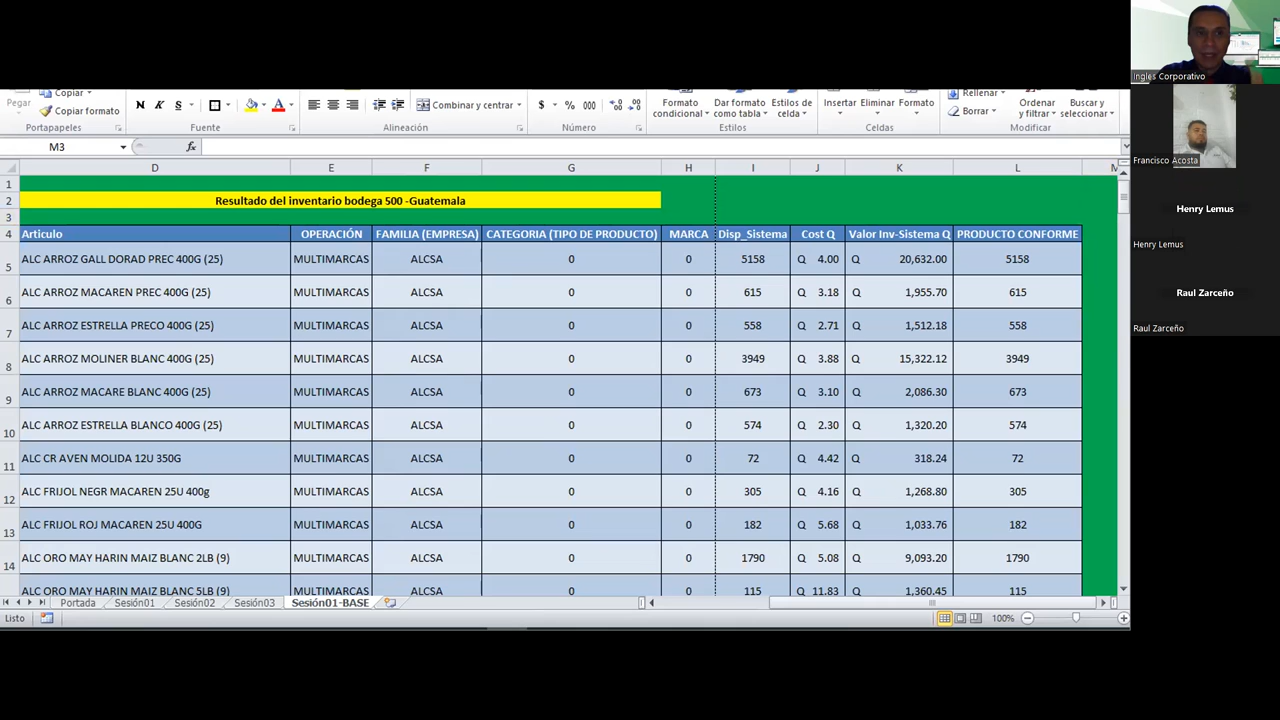 Pegar
Copiar
Copiar formato
Portapapeles
N K S
Fuente
Combinar y centrar
Alineación
$ % 000
Número
Formato condicional
Dar formato como tabla
Estilos de celda
Estilos
Insertar
Eliminar
Formato
Celdas
Rellenar
Borrar
Ordenar y filtrar
Buscar y seleccionar
Modificar
M3 fx
D E F G H I J K L M
1
2 Resultado del inventario bodega 500 -Guatemala
3
4 Articulo OPERACIÓN FAMILIA (EMPRESA) CATEGORIA (TIPO DE PRODUCTO) MARCA Disp_Sistema Cost Q Valor Inv-Sistema Q PRODUCTO CONFORME
5 ALC ARROZ GALL DORAD PREC 400G (25) MULTIMARCAS ALCSA 0 0 5158 Q 4.00 Q 20,632.00 5158
6 ALC ARROZ MACAREN PREC 400G (25) MULTIMARCAS ALCSA 0 0 615 Q 3.18 Q 1,955.70 615
7 ALC ARROZ ESTRELLA PRECO 400G (25) MULTIMARCAS ALCSA 0 0 558 Q 2.71 Q 1,512.18 558
8 ALC ARROZ MOLINER BLANC 400G (25) MULTIMARCAS ALCSA 0 0 3949 Q 3.88 Q 15,322.12 3949
9 ALC ARROZ MACARE BLANC 400G (25) MULTIMARCAS ALCSA 0 0 673 Q 3.10 Q 2,086.30 673
10 ALC ARROZ ESTRELLA BLANCO 400G (25) MULTIMARCAS ALCSA 0 0 574 Q 2.30 Q 1,320.20 574
11 ALC CR AVEN MOLIDA 12U 350G MULTIMARCAS ALCSA 0 0 72 Q 4.42 Q 318.24 72
12 ALC FRIJOL NEGR MACAREN 25U 400g MULTIMARCAS ALCSA 0 0 305 Q 4.16 Q 1,268.80 305
13 ALC FRIJOL ROJ MACAREN 25U 400G MULTIMARCAS ALCSA 0 0 182 Q 5.68 Q 1,033.76 182
14 ALC ORO MAY HARIN MAIZ BLANC 2LB (9) MULTIMARCAS ALCSA 0 0 1790 Q 5.08 Q 9,093.20 1790
ALC ORO MAY HARIN MAIZ BLANC 5LB (9) MULTIMARCAS ALCSA 0 0 115 Q 11.83 Q 1,360.45 115
Portada Sesión01 Sesión02 Sesión03 Sesión01-BASE
Listo 100%
Ingles Corporativo
Francisco Acosta
Henry Lemus
Henry Lemus
Raul Zarceño
Raul Zarceño